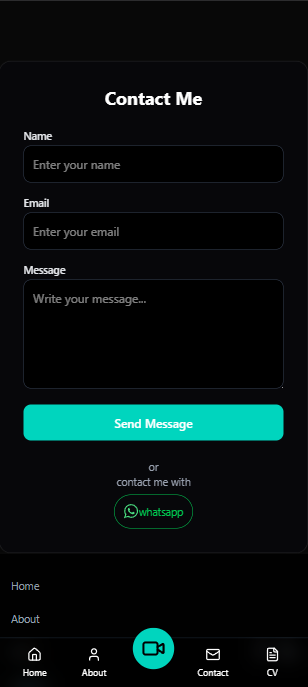 Contact Me
Name
Enter your name
Email
Enter your email
Message
Write your message...
Send Message
or
contact me with
whatsapp
Home
About
Home
About
Contact
CV